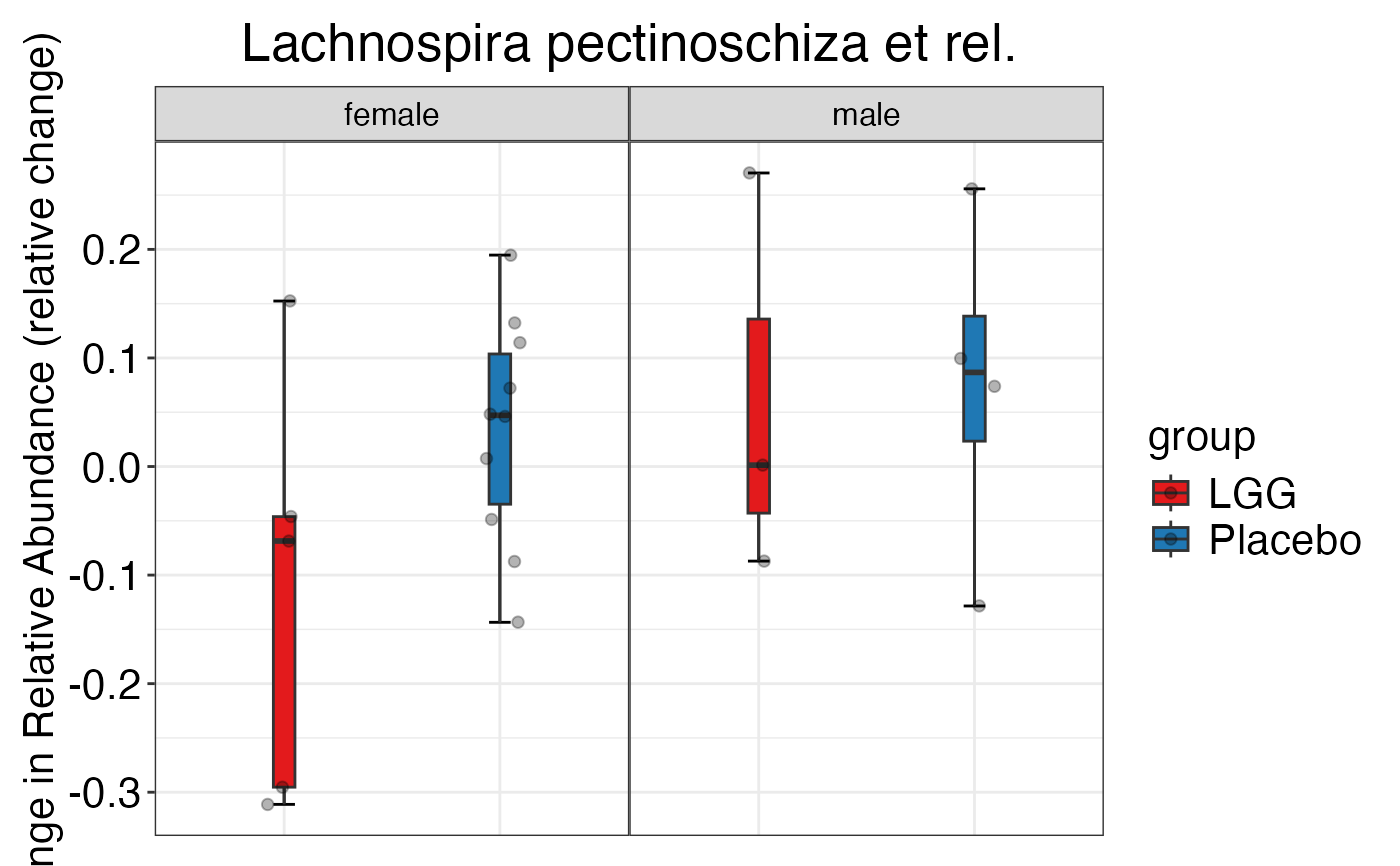 Lachnospira pectinoschiza et rel.
female
male
nge in Relative Abundance (relative change)
0.2
0.1
0.0
-0.1
-0.2
-0.3
group
LGG
Placebo